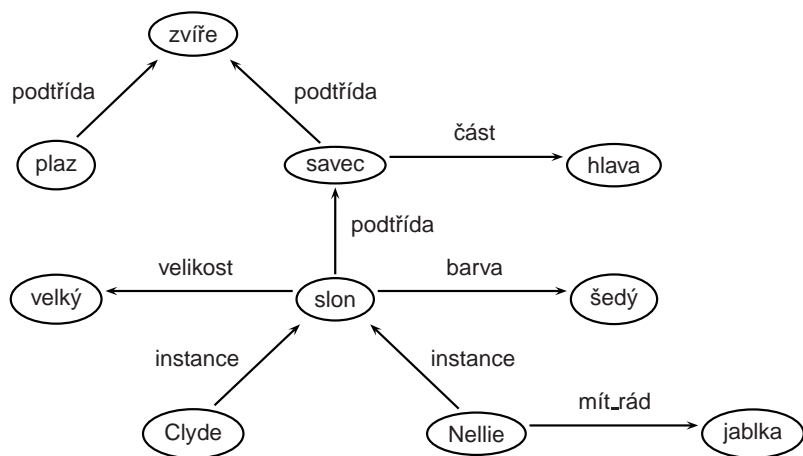 zvíře
podtřída podtřída
část
plaz savec hlava
podtřída
velikost barva
velký slon šedý
instance instance
mít_rád
Clyde Nellie jablka